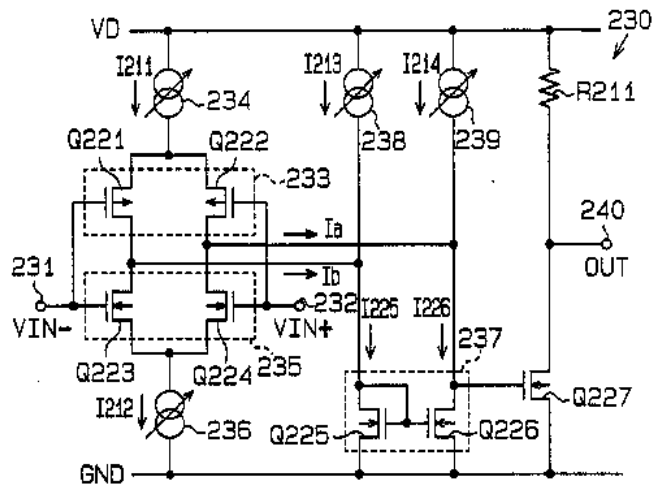 VD
230
I211
234
I213
238
I214
239
R211
Q221
Q222
233
240
OUT
Ia
Ib
231
VIN-
232
VIN+
Q223
Q224
235
I225
I226
237
I212
236
Q225
Q226
Q227
GND